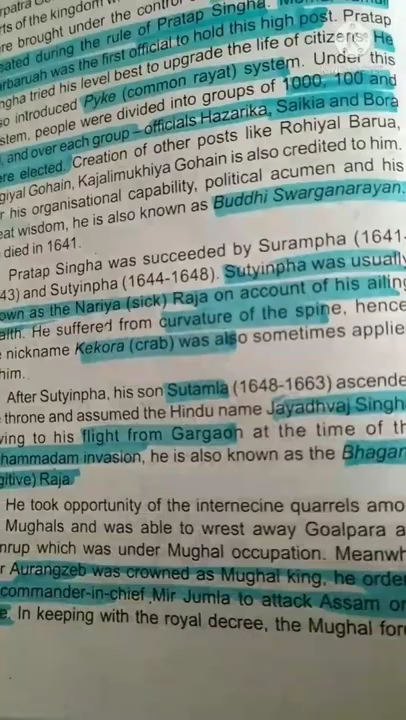 rts of the kingdom
re brought under the control
eated during the rule of Pratap Singha.
arbaruah was the first official to hold this high post. Pratap
ngha tried his level best to upgrade the life of citizens. He
so introduced Pyke (common rayat) system. Under this
stem, people were divided into groups of 1000, 100 and
, and over each group – officials Hazarika, Saikia and Bora
ere elected. Creation of other posts like Rohiyal Barua,
giyal Gohain, Kajalimukhiya Gohain is also credited to him.
r his organisational capability, political acumen and his
eat wisdom, he is also known as Buddhi Swarganarayan.
died in 1641.
Pratap Singha was succeeded by Surampha (1641-
43) and Sutyinpha (1644-1648). Sutyinpha was usually
own as the Nariya (sick) Raja on account of his ailing
alth. He suffered from curvature of the spine, hence
nickname Kekora (crab) was also sometimes applie
him.
After Sutyinpha, his son Sutamla (1648-1663) ascende
throne and assumed the Hindu name Jayadhvaj Singh
ving to his flight from Gargaon at the time of th
hammadam invasion, he is also known as the Bhagan
gitive) Raja.
He took opportunity of the internecine quarrels amo
Mughals and was able to wrest away Goalpara a
nrup which was under Mughal occupation. Meanwh
r Aurangzeb was crowned as Mughal king, he order
commander-in-chief Mir Jumla to attack Assam on
e. In keeping with the royal decree, the Mughal for